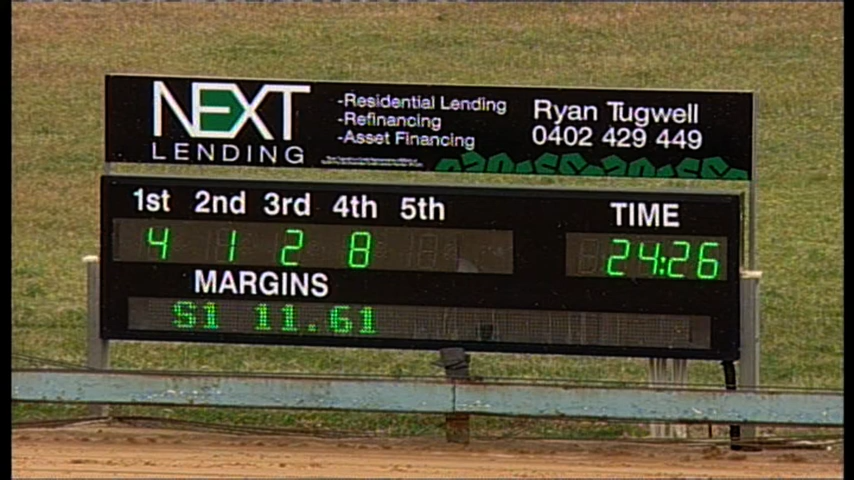 NEXT
LENDING
-Residential Lending
-Refinancing
-Asset Financing
Ryan Tugwell
0402 429 449
1st 2nd 3rd 4th 5th
4 1 2 8
TIME
24:26
MARGINS
S1 11.61